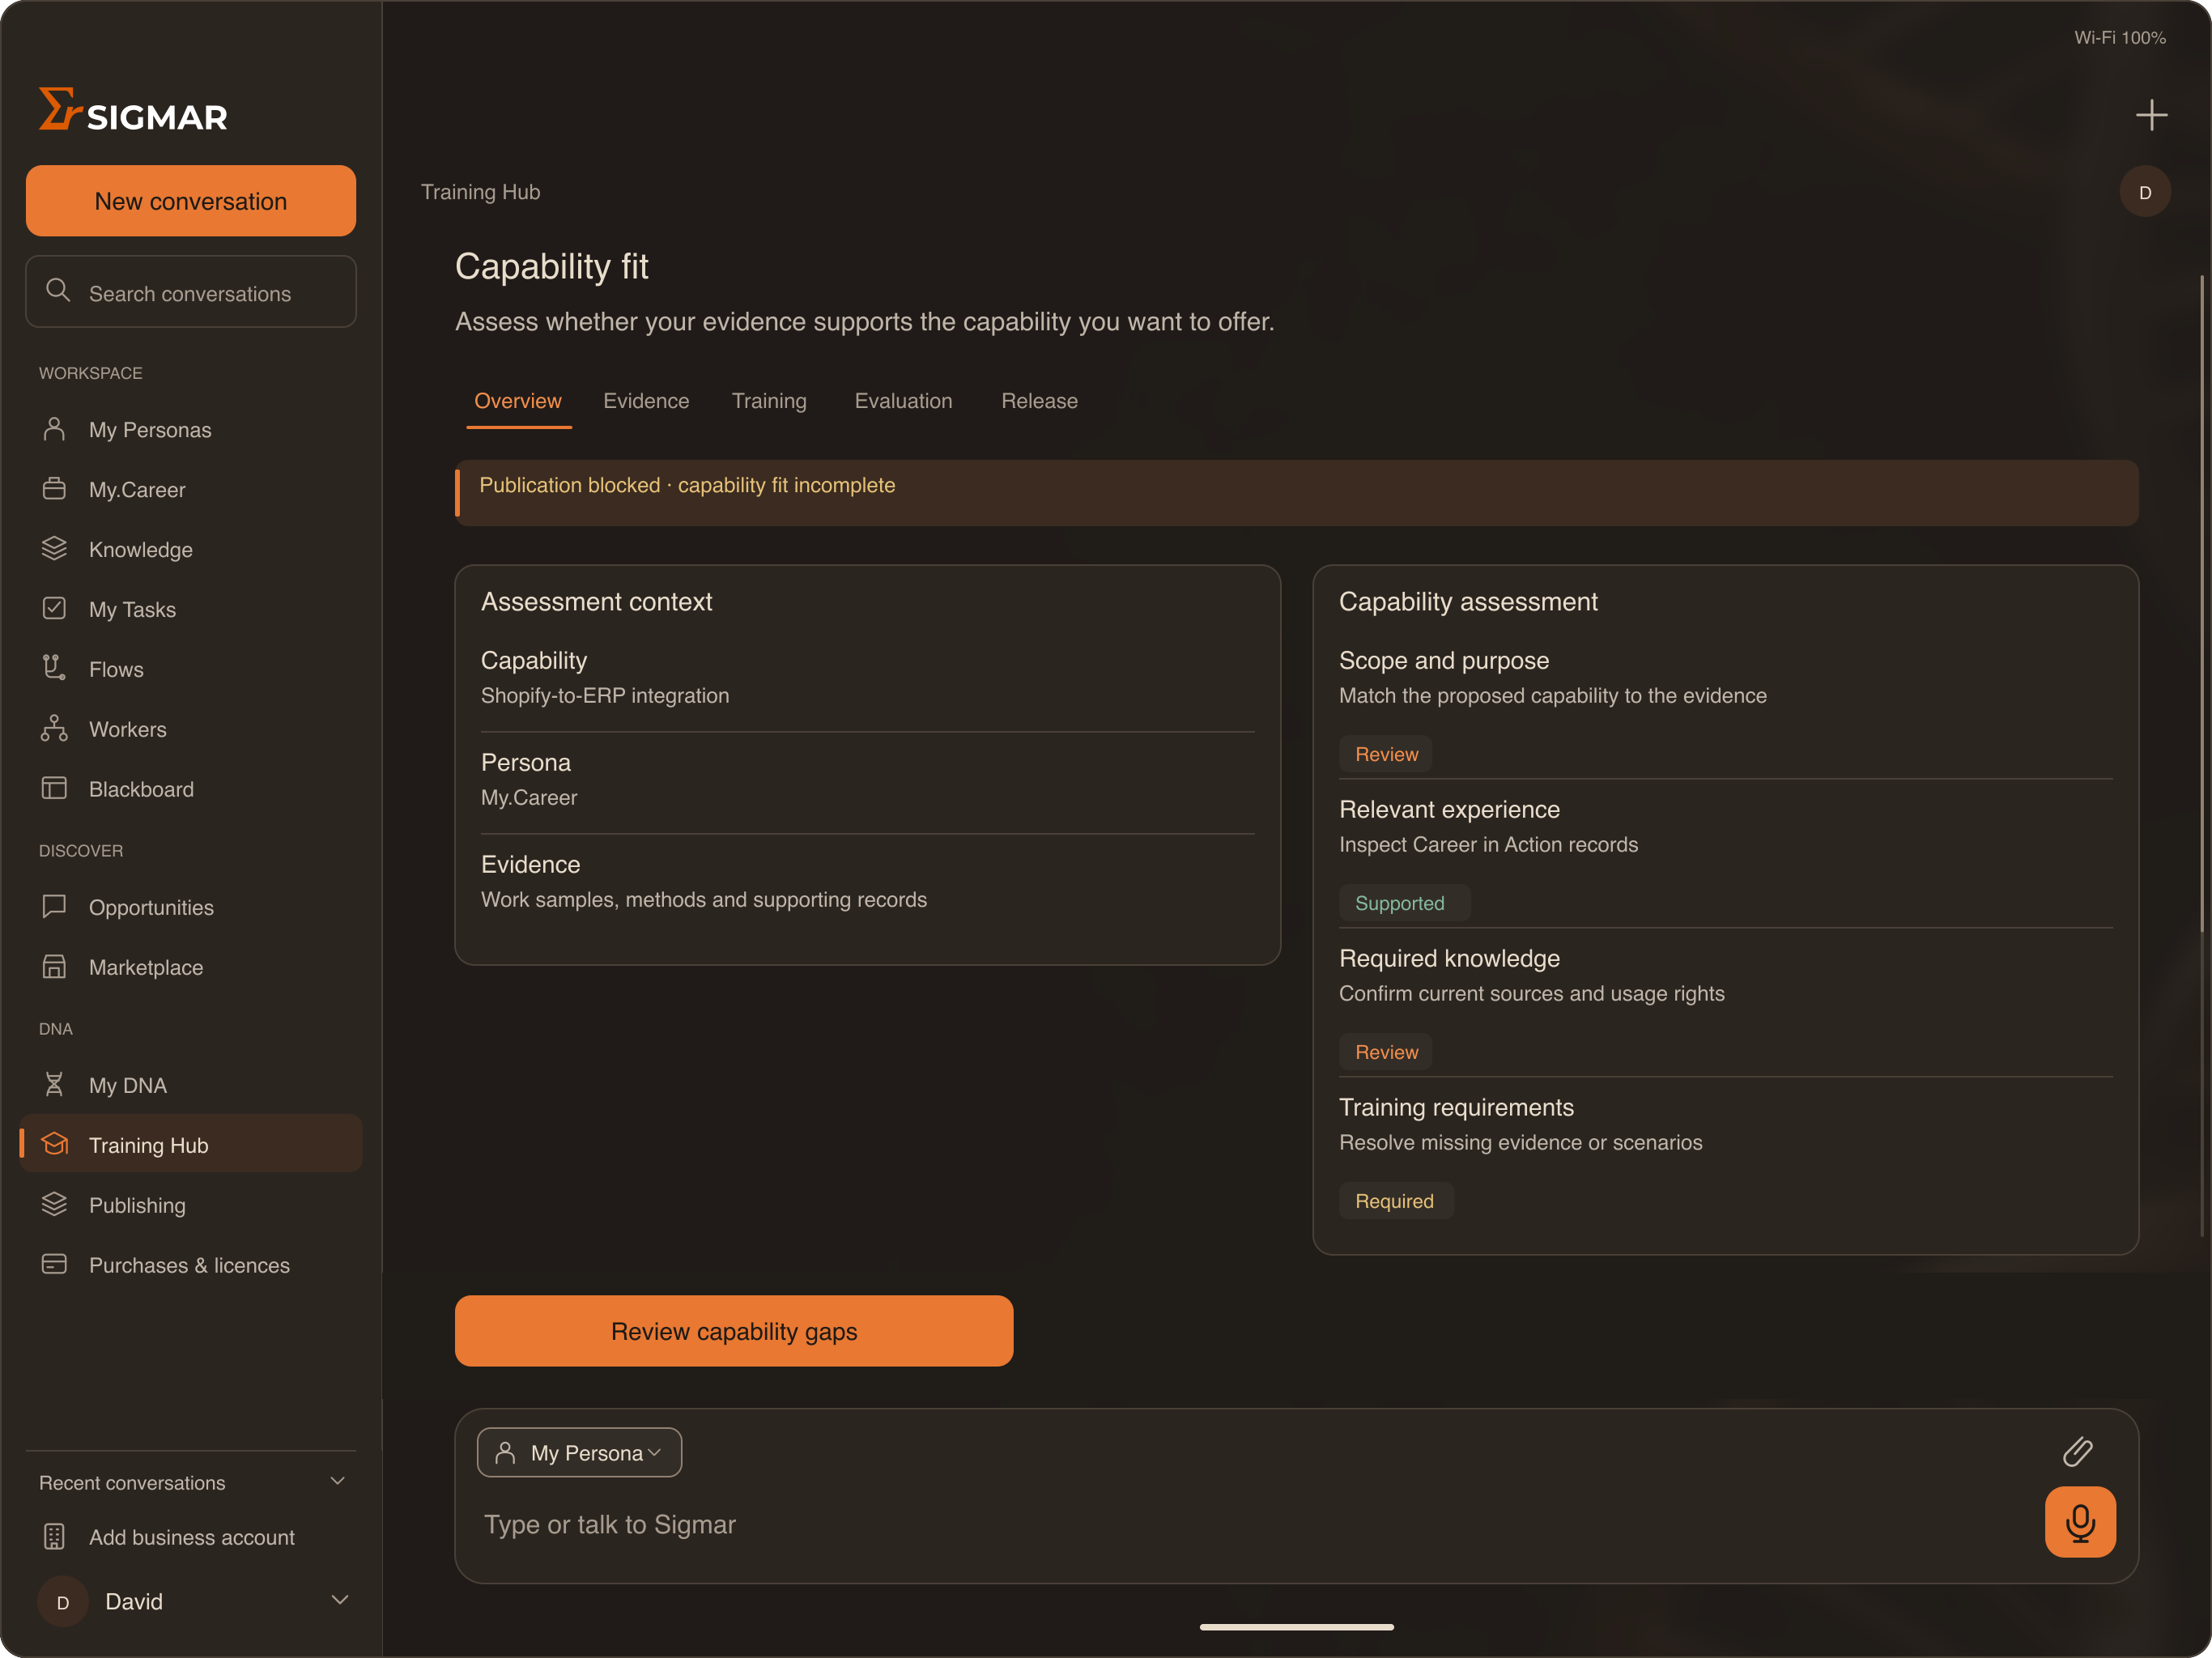 Wi-Fi 100%
Σr SIGMAR
New conversation
Search conversations
WORKSPACE
My Personas
My.Career
Knowledge
My Tasks
Flows
Workers
Blackboard
DISCOVER
Opportunities
Marketplace
DNA
My DNA
Training Hub
Publishing
Purchases & licences
Recent conversations
Add business account
D
David
Training Hub
D
Capability fit
Assess whether your evidence supports the capability you want to offer.
Overview
Evidence
Training
Evaluation
Release
Publication blocked · capability fit incomplete
Assessment context
Capability
Shopify-to-ERP integration
Persona
My.Career
Evidence
Work samples, methods and supporting records
Capability assessment
Scope and purpose
Match the proposed capability to the evidence
Review
Relevant experience
Inspect Career in Action records
Supported
Required knowledge
Confirm current sources and usage rights
Review
Training requirements
Resolve missing evidence or scenarios
Required
Review capability gaps
My Persona
Type or talk to Sigmar